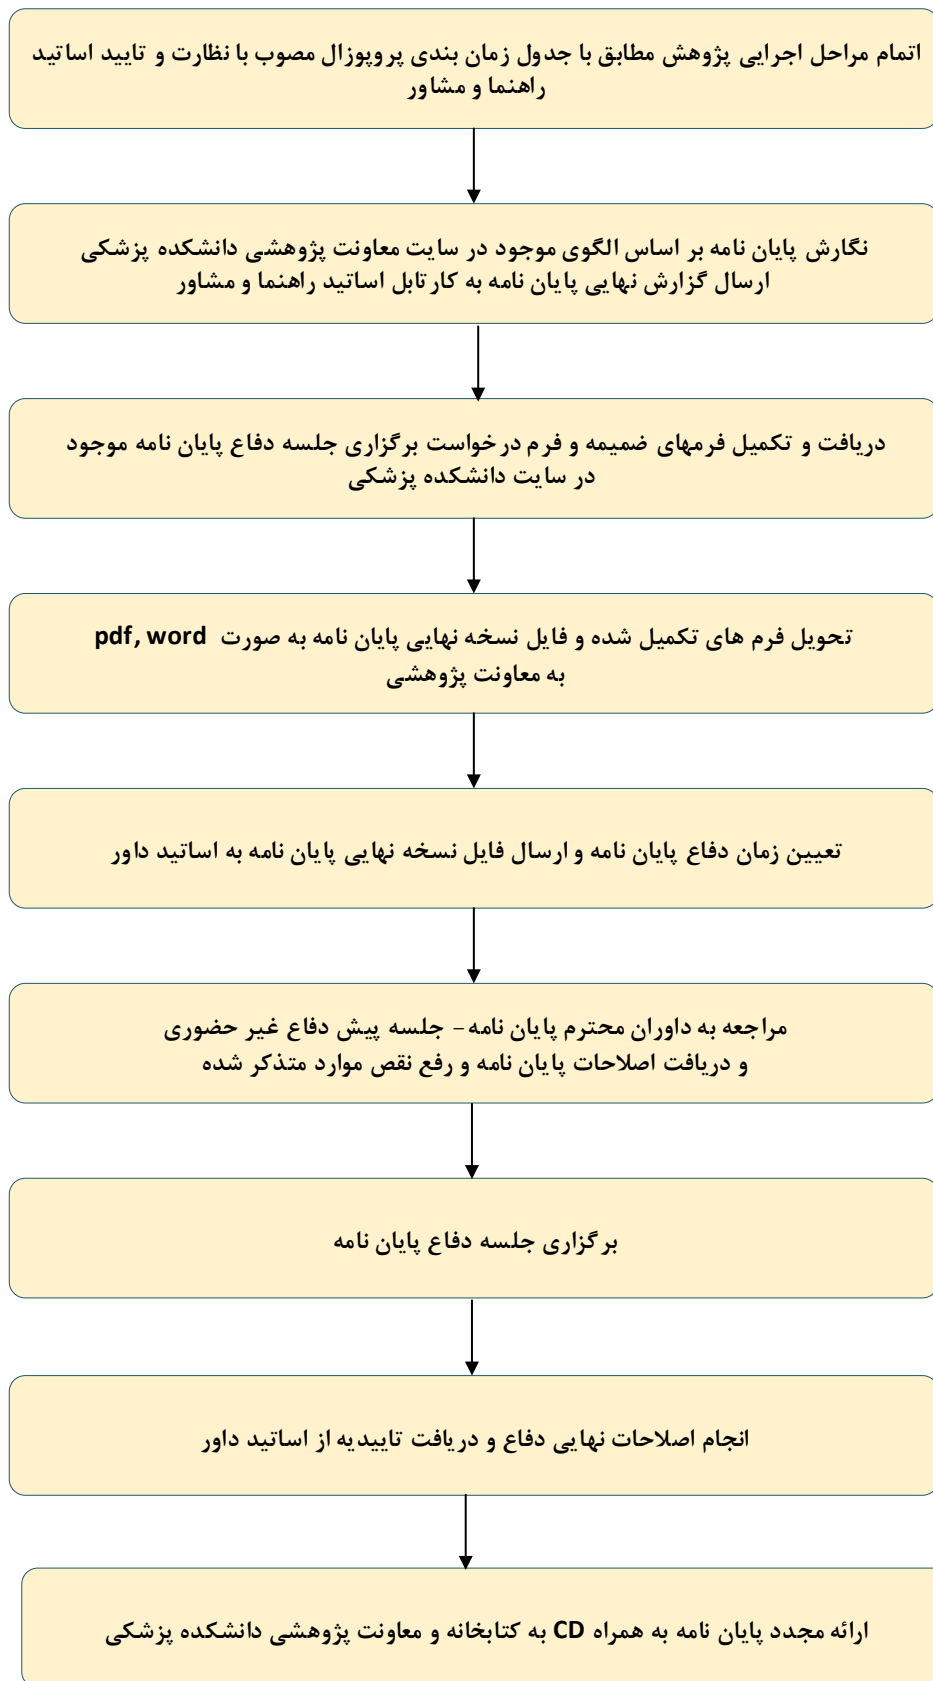 اتمام مراحل اجرایی پژوهش مطابق با جدول زمان بندی پروپوزال مصوب با نظارت و تایید اساتید
راهنما و مشاور
نگارش پایان نامه بر اساس الگوی موجود در سایت معاونت پژوهشی دانشکده پزشکی
ارسال گزارش نهایی پایان نامه به کارتابل اساتید راهنما و مشاور
دریافت و تکمیل فرمهای ضمیمه و فرم درخواست برگزاری جلسه دفاع پایان نامه موجود
در سایت دانشکده پزشکی
تحویل فرم های تکمیل شده و فایل نسخه نهایی پایان نامه به صورت pdf, word
به معاونت پژوهشی
تعیین زمان دفاع پایان نامه و ارسال فایل نسخه نهایی پایان نامه به اساتید داور
مراجعه به داوران محترم پایان نامه – جلسه پیش دفاع غیر حضوری
و دریافت اصلاحات پایان نامه و رفع نقص موارد متذکر شده
برگزاری جلسه دفاع پایان نامه
انجام اصلاحات نهایی دفاع و دریافت تاییدیه از اساتید داور
ارائه مجدد پایان نامه به همراه CD به کتابخانه و معاونت پژوهشی دانشکده پزشکی